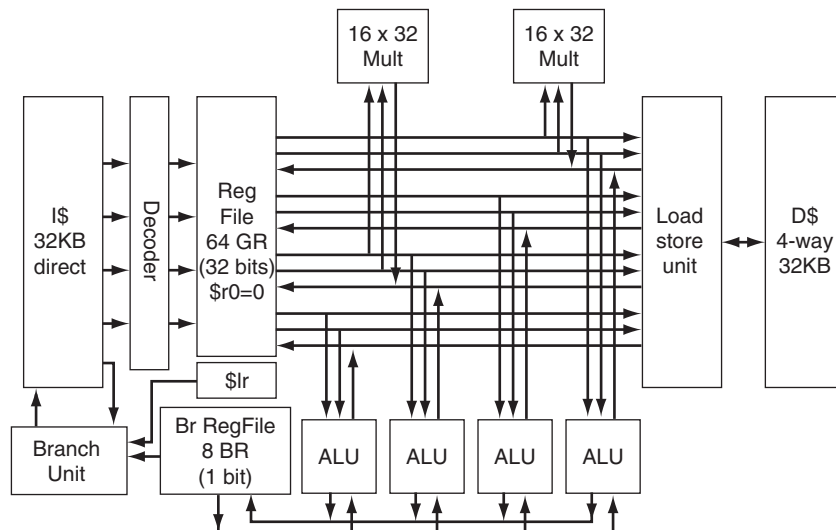 16 x 32
Mult
16 x 32
Mult
I$
32KB
direct
Decoder
Reg
File
64 GR
(32 bits)
$r0=0
Load
store
unit
D$
4-way
32KB
$lr
Branch
Unit
Br RegFile
8 BR
(1 bit)
ALU
ALU
ALU
ALU